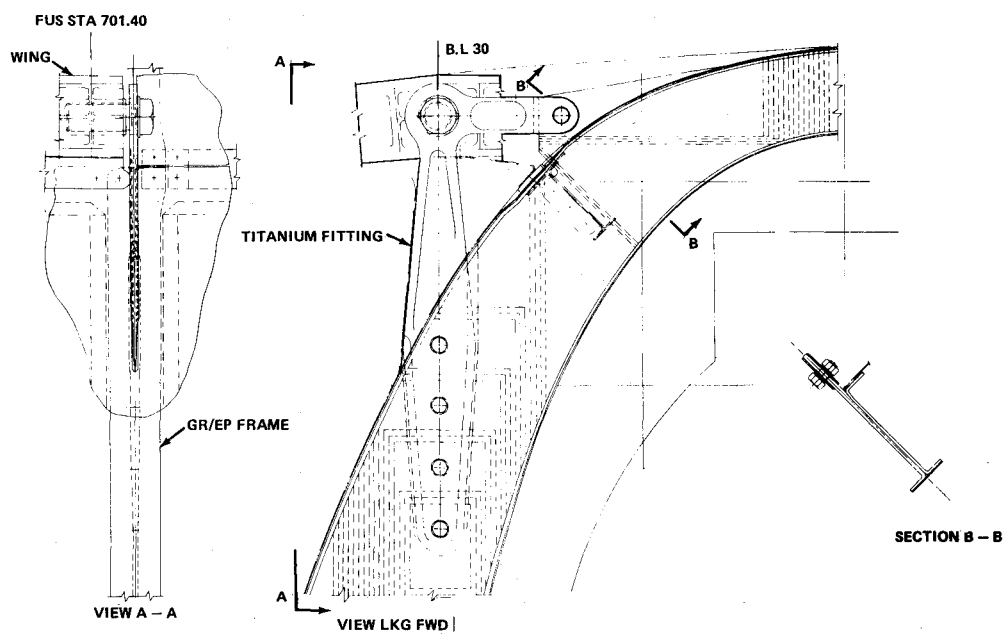 FUS STA 701.40
WING
A
B.L 30
B
TITANIUM FITTING
B
GR/EP FRAME
SECTION B – B
A
VIEW A – A
VIEW LKG FWD